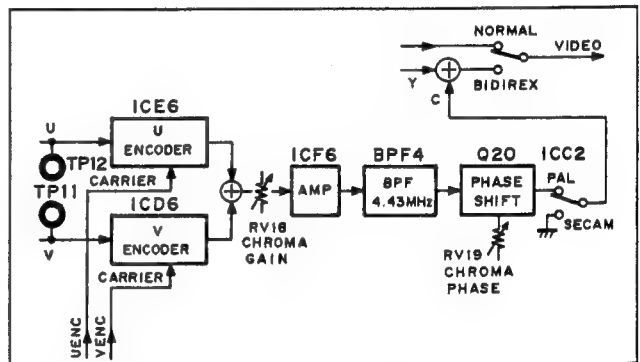 NORMAL
VIDEO
Y
C
BIDIREX
ICE6
U
U
ENCODER
TP12
TP11
CARRIER
ICD6
V
V
ENCODER
CARRIER
RV18
CHROMA
GAIN
ICF6
AMP
BPF4
BPF
4.43MHz
Q20
PHASE
SHIFT
RV19
CHROMA
PHASE
ICC2
PAL
SECAM
UENC
VENC